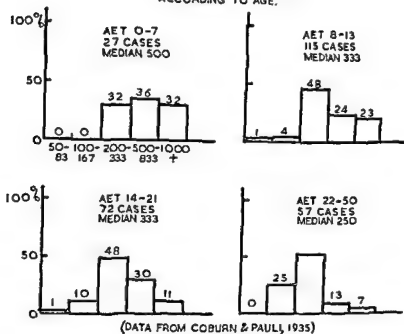 ACCORDING TO AGE.
100%
50
0
AET 0-7
27 CASES
MEDIAN 500
0 0 32 36 32
50-83 100-167 200-333 500-833 1000+
AET 8-13
113 CASES
MEDIAN 333
1 4 48 24 23
100%
50
0
AET 14-21
72 CASES
MEDIAN 333
1 10 48 30 11
AET 22-50
57 CASES
MEDIAN 250
0 25 13 7
(DATA FROM COBURN & PAULI, 1935)